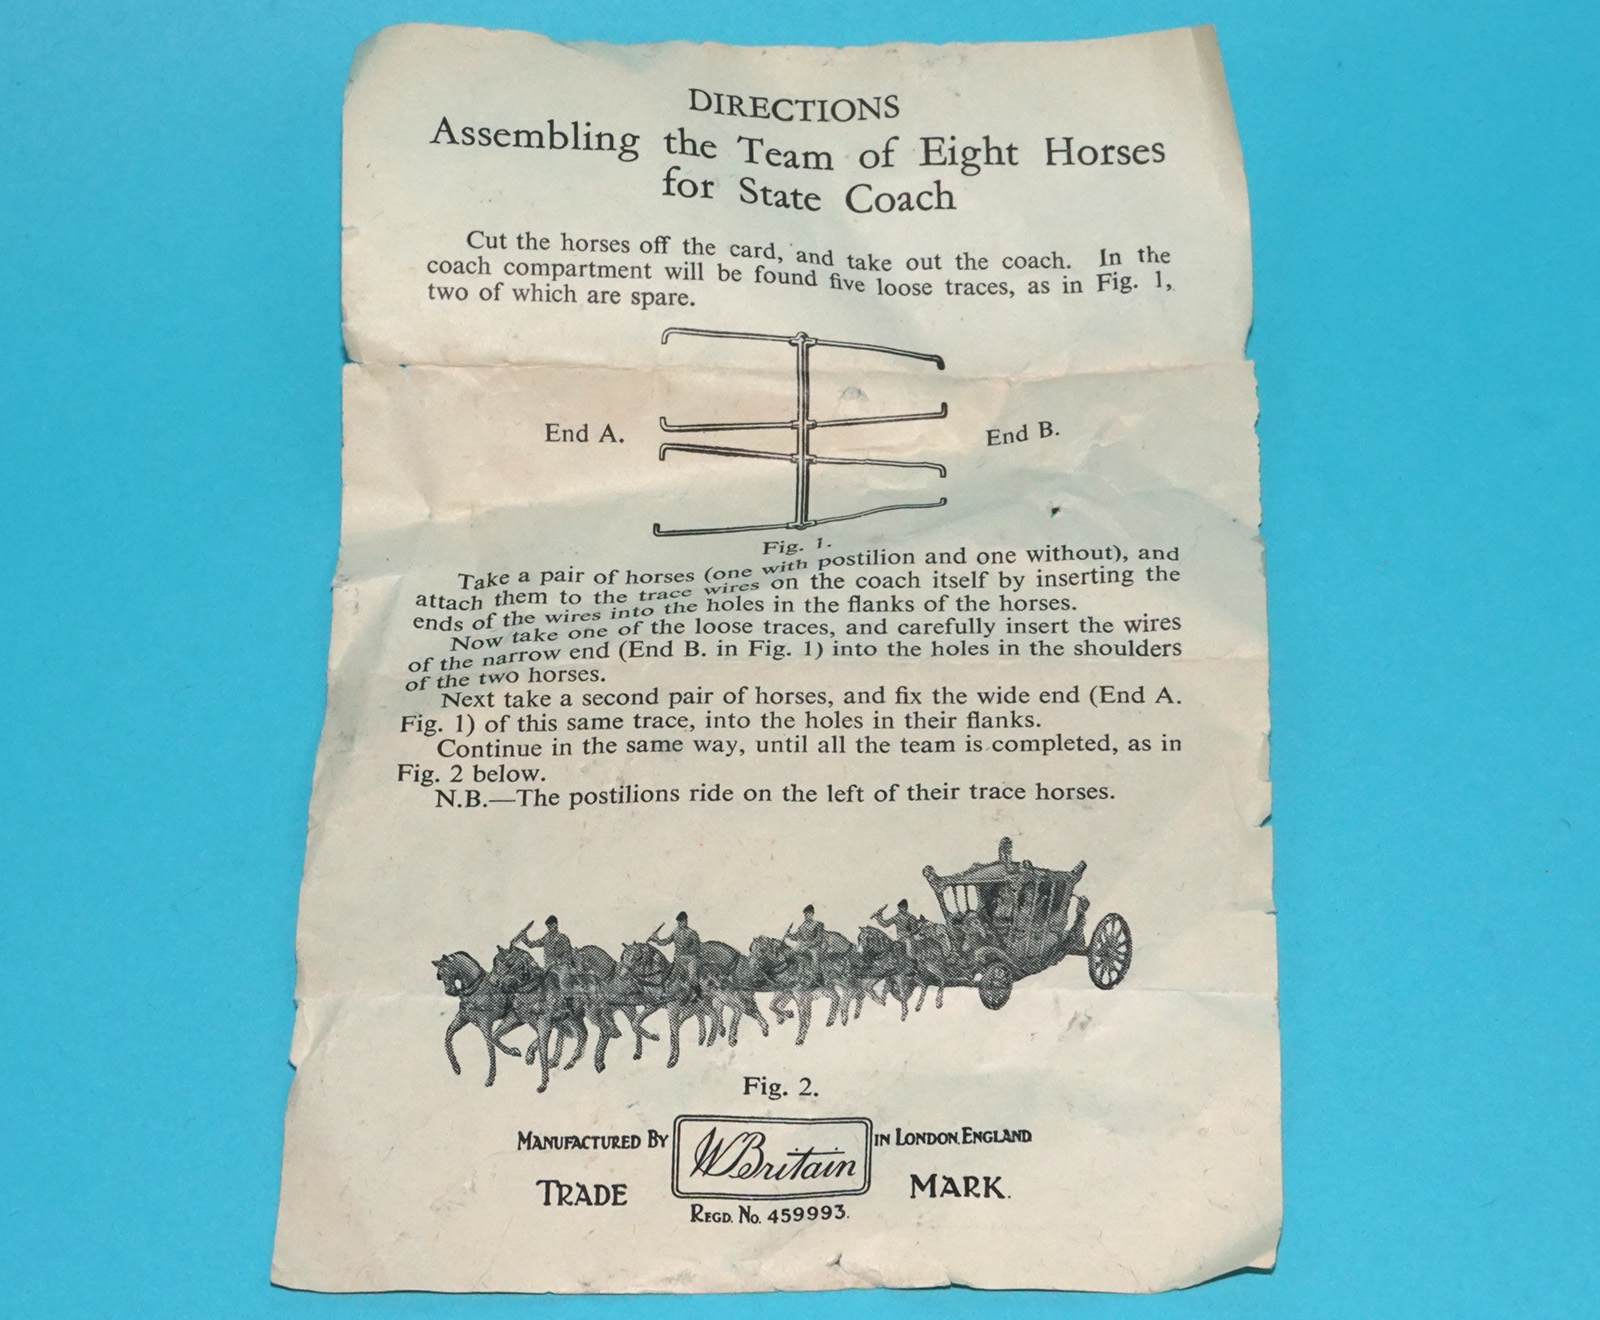 DIRECTIONS
Assembling the Team of Eight Horses
for State Coach
Cut the horses off the card, and take out the coach. In the
coach compartment will be found five loose traces, as in Fig. 1,
two of which are spare.
End A.
End B.
Fig. 1.
Take a pair of horses (one with postilion and one without), and
attach them to the trace wires on the coach itself by inserting the
ends of the wires into the holes in the flanks of the horses.
Now take one of the loose traces, and carefully insert the wires
of the narrow end (End B. in Fig. 1) into the holes in the shoulders
of the two horses.
Next take a second pair of horses, and fix the wide end (End A.
Fig. 1) of this same trace, into the holes in their flanks.
Continue in the same way, until all the team is completed, as in
Fig. 2 below.
N.B.—The postilions ride on the left of their trace horses.
Fig. 2.
MANUFACTURED BY WBritain IN LONDON, ENGLAND
TRADE MARK.
REGD. No. 459993.